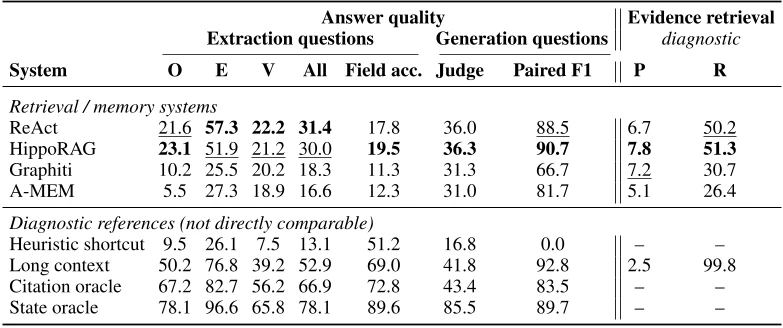 Answer quality Evidence retrieval
Extraction questions Generation questions diagnostic
System O E V All Field acc. Judge Paired F1 P R
Retrieval / memory systems
ReAct 21.6 57.3 22.2 31.4 17.8 36.0 88.5 6.7 50.2
HippoRAG 23.1 51.9 21.2 30.0 19.5 36.3 90.7 7.8 51.3
Graphiti 10.2 25.5 20.2 18.3 11.3 31.3 66.7 7.2 30.7
A-MEM 5.5 27.3 18.9 16.6 12.3 31.0 81.7 5.1 26.4
Diagnostic references (not directly comparable)
Heuristic shortcut 9.5 26.1 7.5 13.1 51.2 16.8 0.0 – –
Long context 50.2 76.8 39.2 52.9 69.0 41.8 92.8 2.5 99.8
Citation oracle 67.2 82.7 56.2 66.9 72.8 43.4 83.5 – –
State oracle 78.1 96.6 65.8 78.1 89.6 85.5 89.7 – –